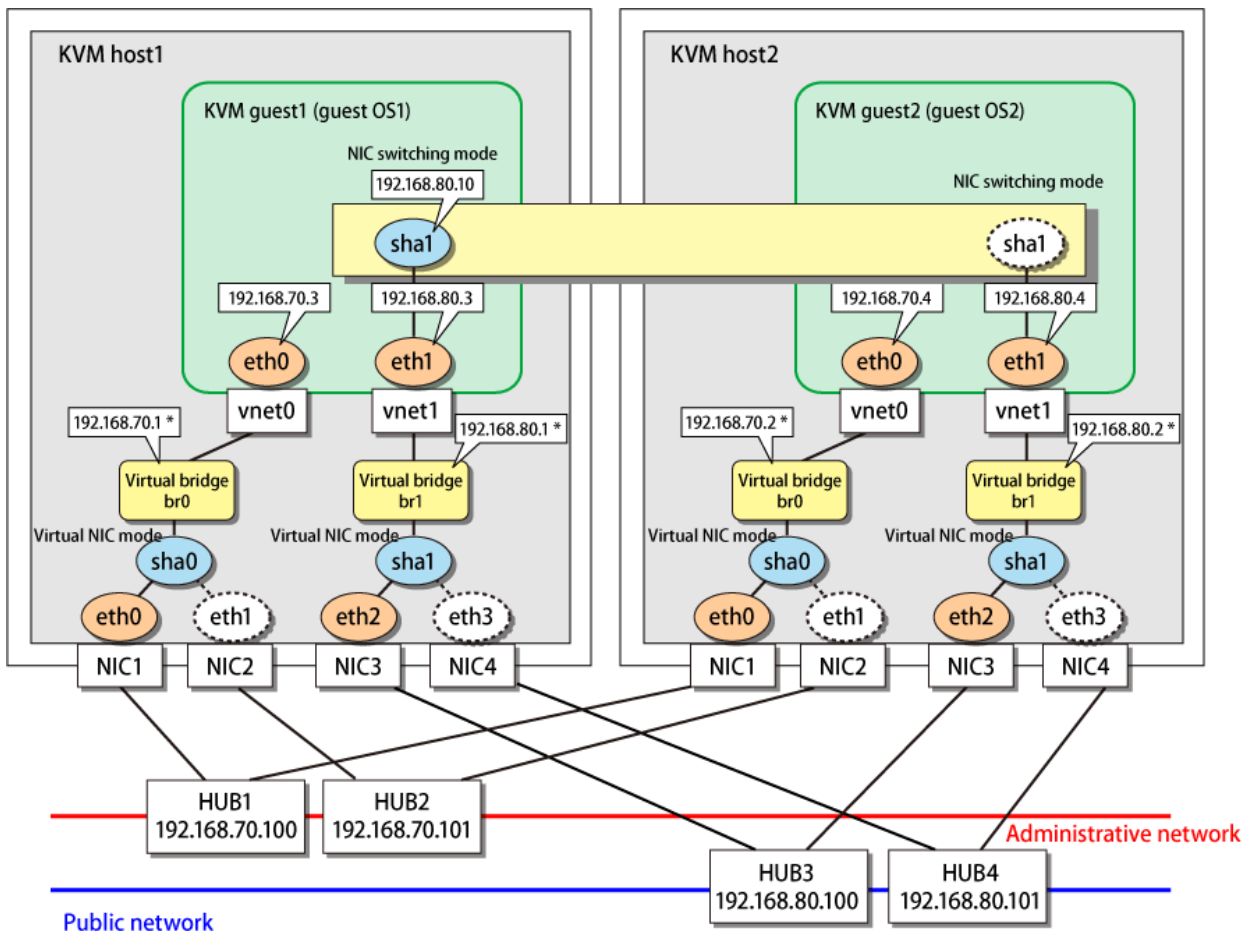 KVM host1
KVM guest1 (guest OS1)
NIC switching mode
192.168.80.10
sha1
192.168.70.3
192.168.80.3
eth0
eth1
vnet0
vnet1
192.168.70.1 *
192.168.80.1 *
Virtual bridge
br0
Virtual bridge
br1
Virtual NIC mode
sha0
Virtual NIC mode
sha1
eth0
eth1
eth2
eth3
NIC1
NIC2
NIC3
NIC4
KVM host2
KVM guest2 (guest OS2)
NIC switching mode
sha1
192.168.70.4
192.168.80.4
eth0
eth1
vnet0
vnet1
192.168.70.2 *
192.168.80.2 *
Virtual bridge
br0
Virtual bridge
br1
Virtual NIC mode
sha0
Virtual NIC mode
sha1
eth0
eth1
eth2
eth3
NIC1
NIC2
NIC3
NIC4
HUB1
192.168.70.100
HUB2
192.168.70.101
Administrative network
HUB3
192.168.80.100
HUB4
192.168.80.101
Public network